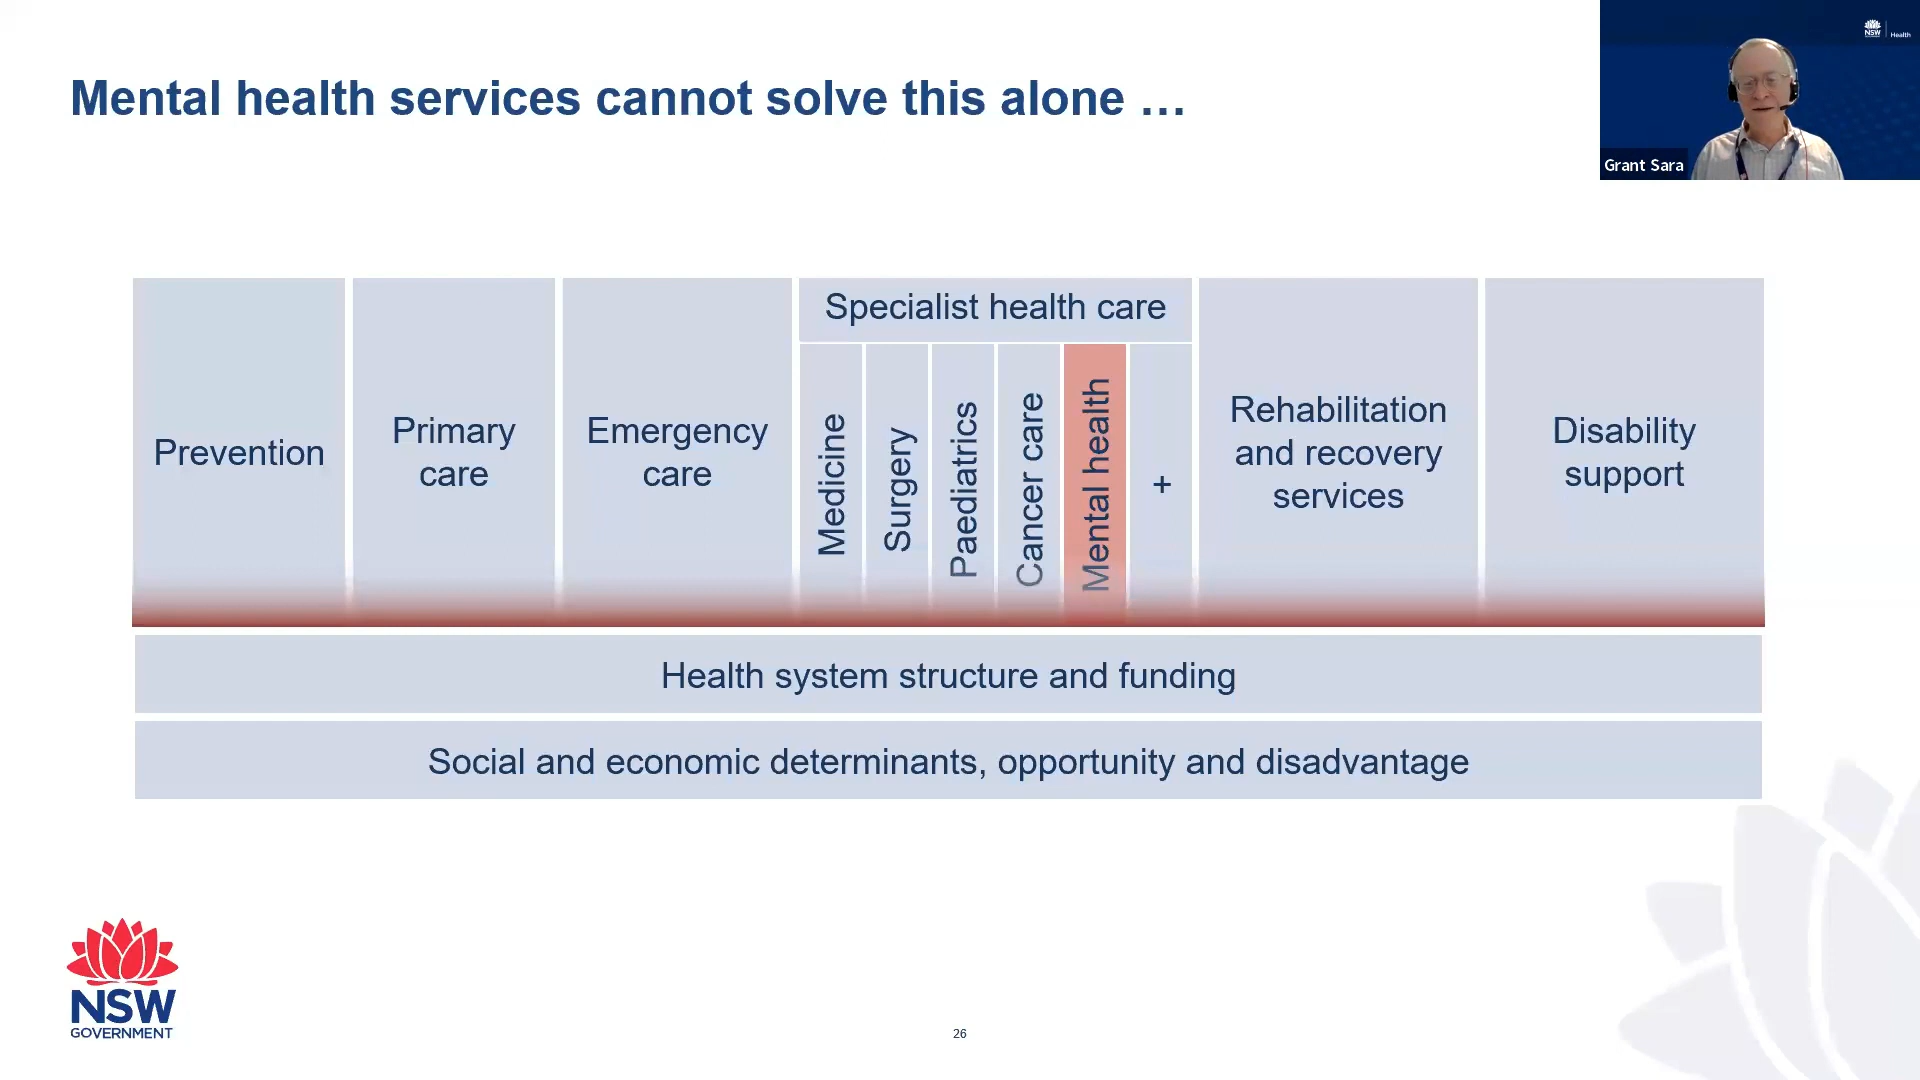 Mental health services cannot solve this alone …
NSW
Health
Grant Sara
Specialist health care
Prevention
Primary
care
Emergency
care
Medicine
Surgery
Paediatrics
Cancer care
Mental health
+
Rehabilitation
and recovery
services
Disability
support
Health system structure and funding
Social and economic determinants, opportunity and disadvantage
NSW
GOVERNMENT
26